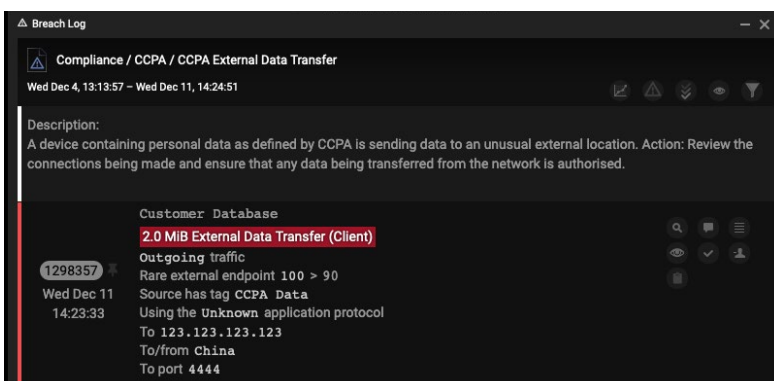 Breach Log
Compliance / CCPA / CCPA External Data Transfer
Wed Dec 4, 13:13:57 – Wed Dec 11, 14:24:51
Description:
A device containing personal data as defined by CCPA is sending data to an unusual external location. Action: Review the
connections being made and ensure that any data being transferred from the network is authorised.
1298357
Wed Dec 11
14:23:33
Customer Database
2.0 MiB External Data Transfer (Client)
Outgoing traffic
Rare external endpoint 100 > 90
Source has tag CCPA Data
Using the Unknown application protocol
To 123.123.123.123
To/from China
To port 4444